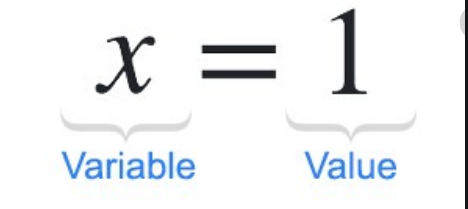 x = 1
Variable Value